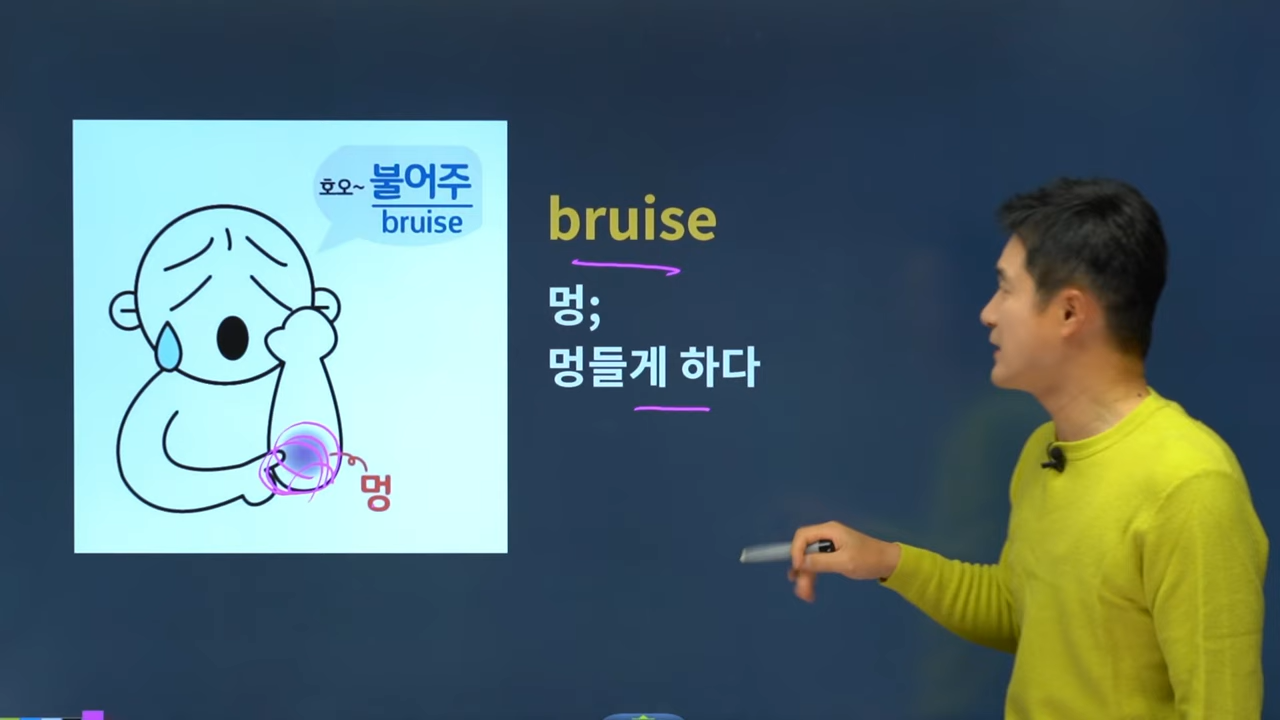 호오~ 불어주
bruise
멍
bruise
멍;
멍들게 하다